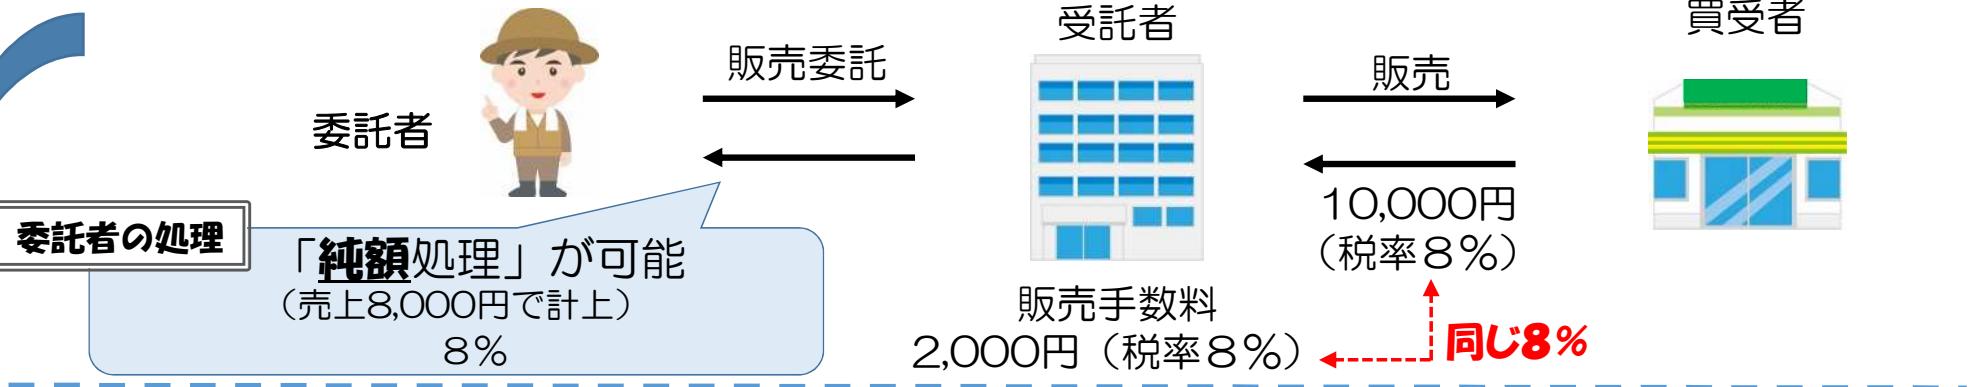 受託者
買受者
販売委託
販売
委託者
10,000円
（税率8％）
委託者の処理
「純額処理」が可能
（売上8,000円で計上）
8％
販売手数料
2,000円（税率8％）
同じ8％